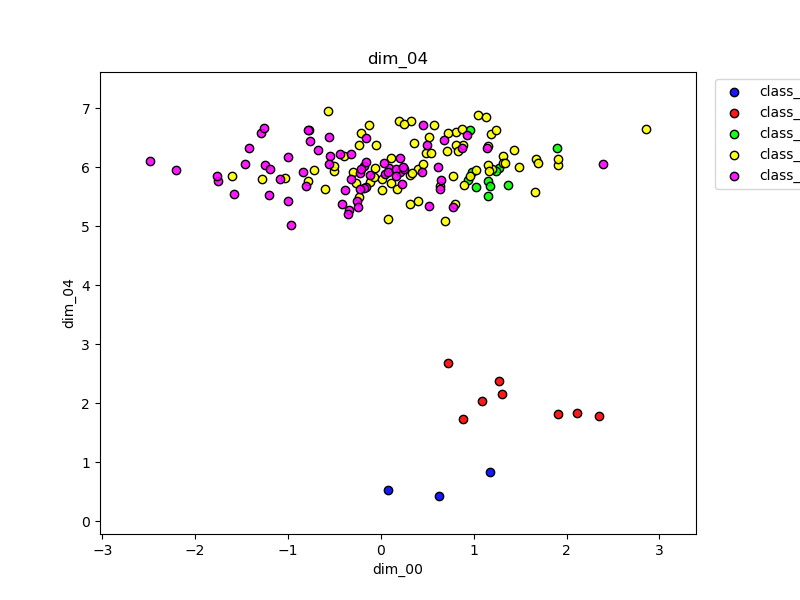 dim_04
class_
class_
class_
class_
class_
7
6
5
4
3
2
1
0
dim_04
−3 −2 −1 0 1 2 3
dim_00